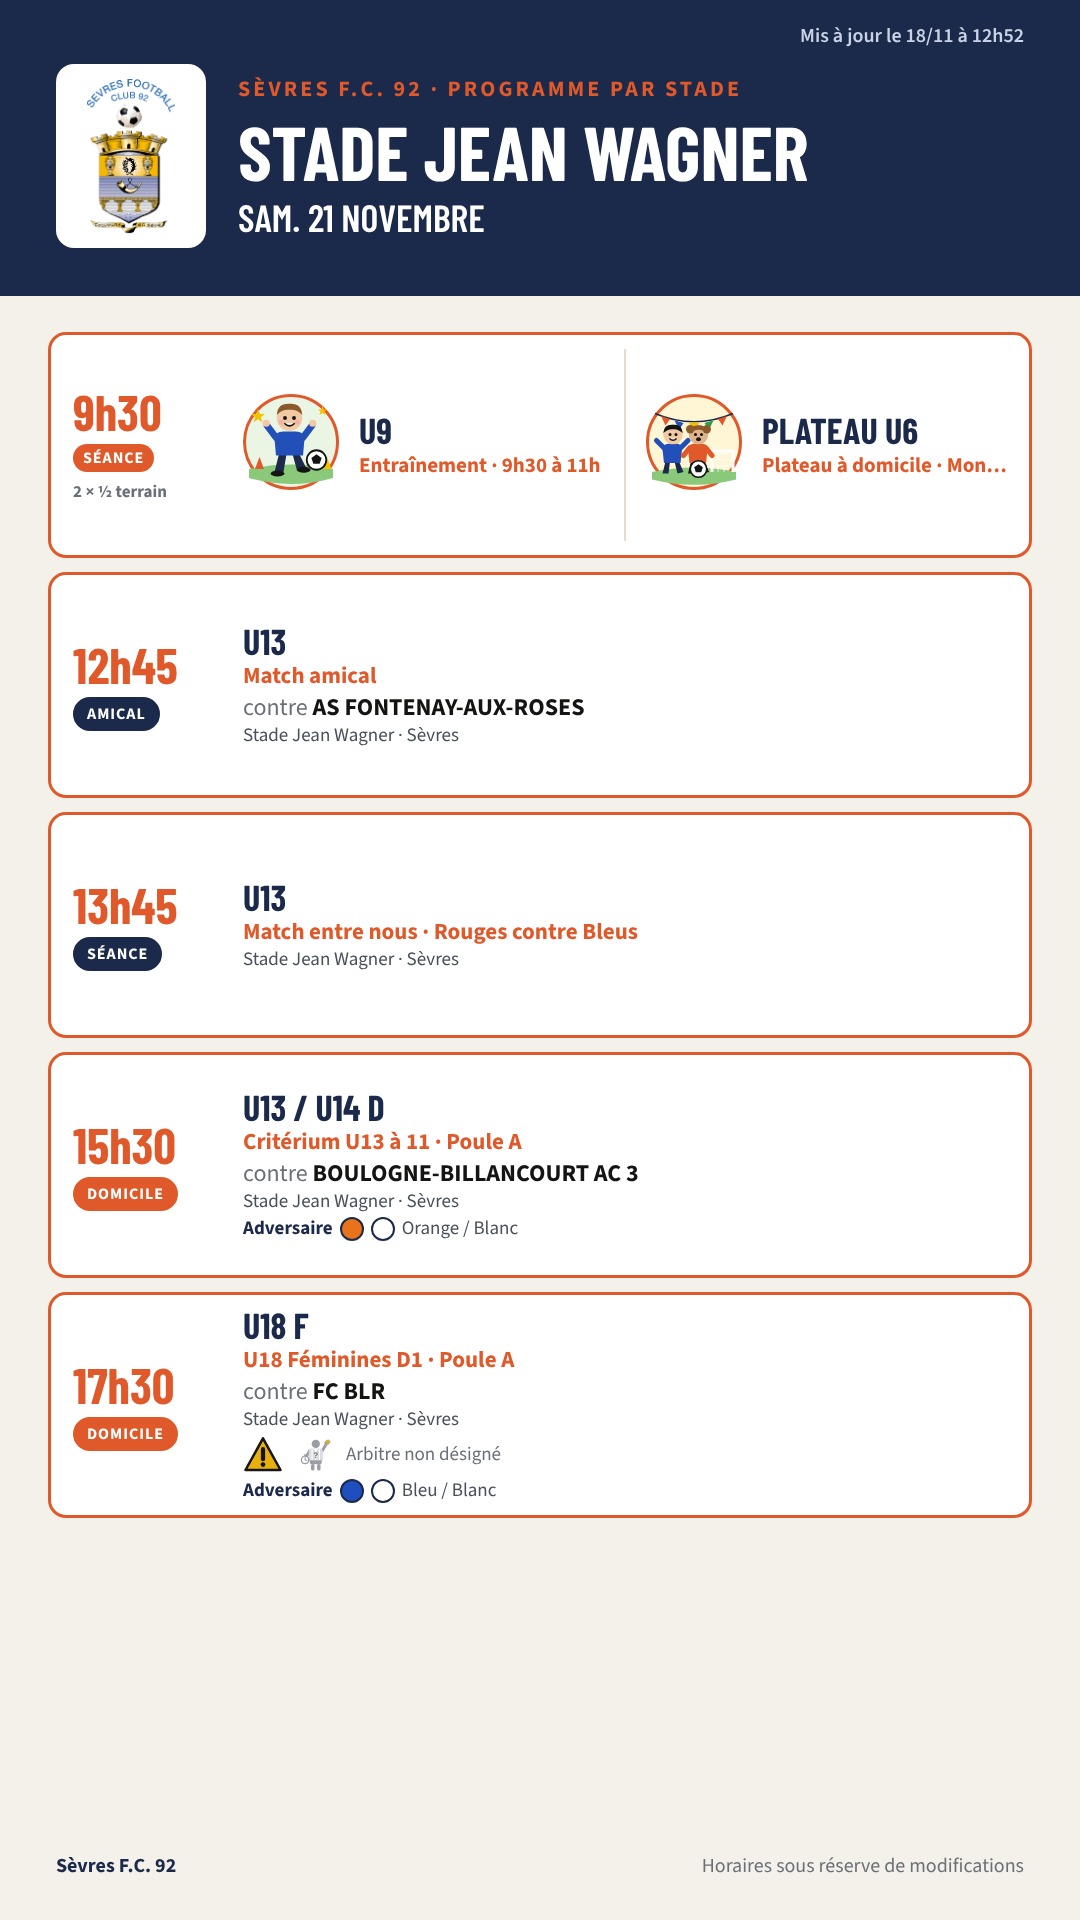 Mis à jour le 18/11 à 12h52
SEVRES FOOTBALL
CLUB 92
SÈVRES F.C. 92 · PROGRAMME PAR STADE
STADE JEAN WAGNER
SAM. 21 NOVEMBRE
9h30
SÉANCE
2 × ½ terrain
U9
Entraînement · 9h30 à 11h
PLATEAU U6
Plateau à domicile · Mon…
12h45
AMICAL
U13
Match amical
contre AS FONTENAY-AUX-ROSES
Stade Jean Wagner · Sèvres
13h45
SÉANCE
U13
Match entre nous · Rouges contre Bleus
Stade Jean Wagner · Sèvres
15h30
DOMICILE
U13 / U14 D
Critérium U13 à 11 · Poule A
contre BOULOGNE-BILLANCOURT AC 3
Stade Jean Wagner · Sèvres
Adversaire Orange / Blanc
17h30
DOMICILE
U18 F
U18 Féminines D1 · Poule A
contre FC BLR
Stade Jean Wagner · Sèvres
Arbitre non désigné
Adversaire Bleu / Blanc
Sèvres F.C. 92
Horaires sous réserve de modifications